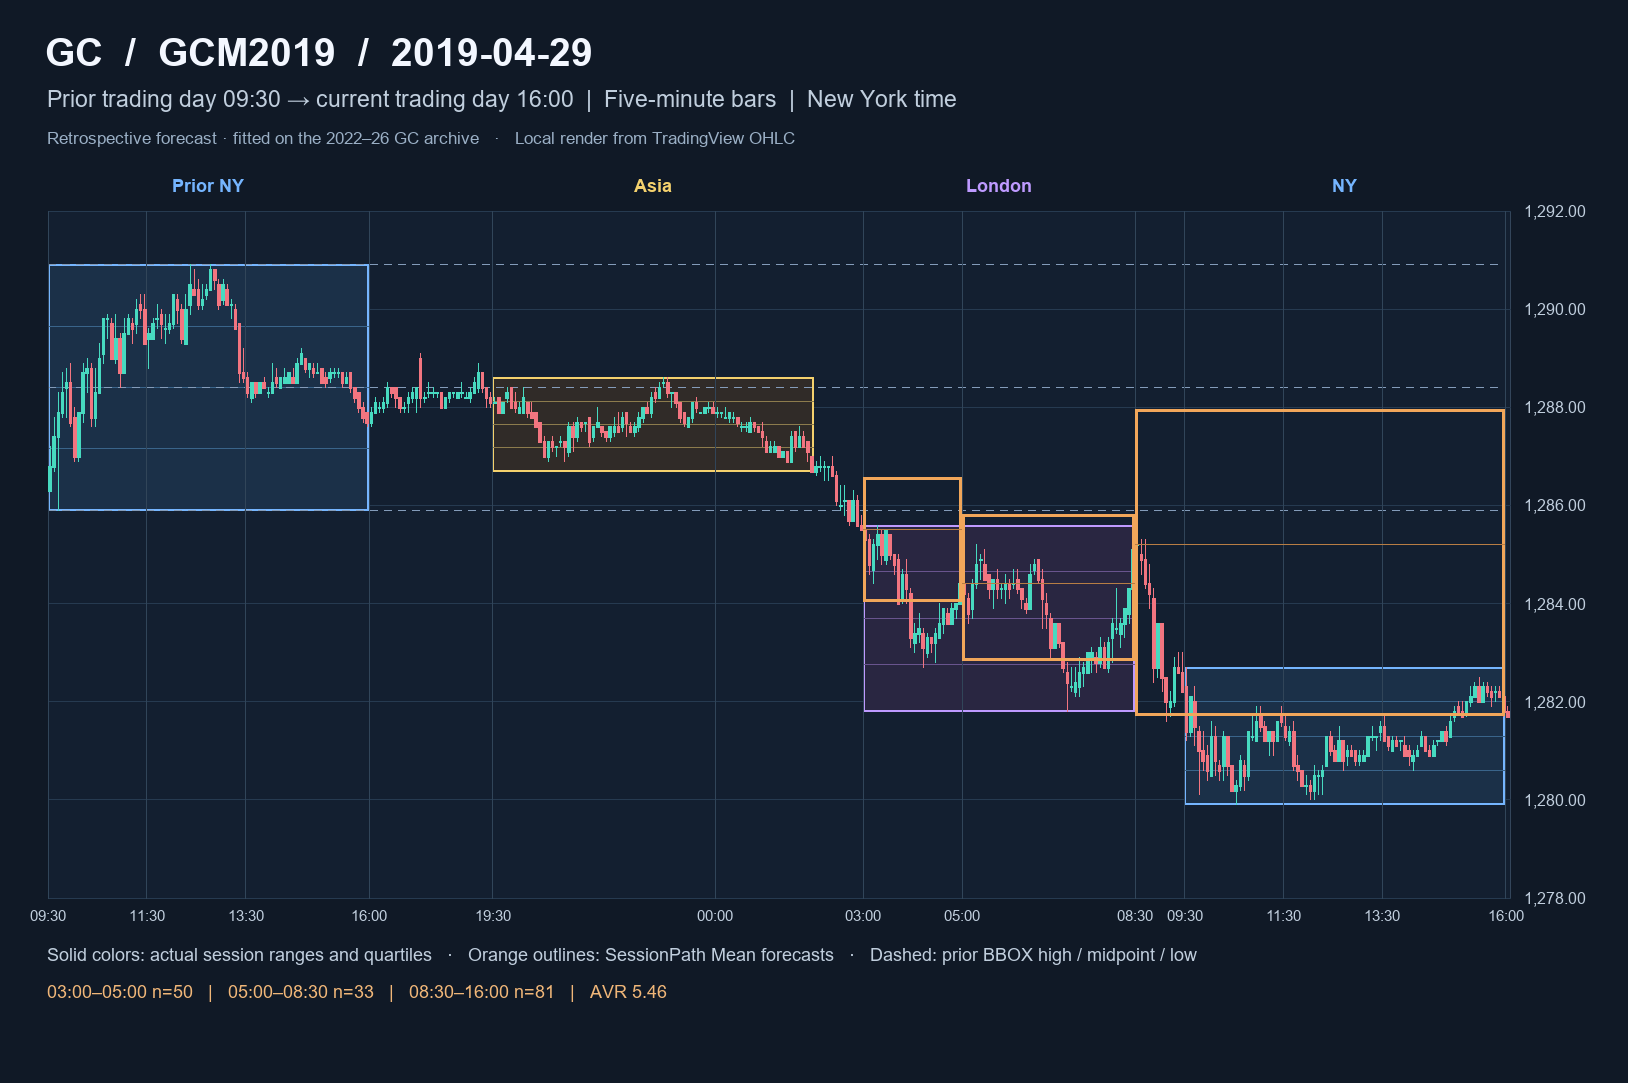 GC / GCM2019 / 2019-04-29
Prior trading day 09:30 → current trading day 16:00 | Five-minute bars | New York time
Retrospective forecast · fitted on the 2022–26 GC archive · Local render from TradingView OHLC
Prior NY Asia London NY
1,292.00
1,290.00
1,288.00
1,286.00
1,284.00
1,282.00
1,280.00
1,278.00
09:30 11:30 13:30 16:00 19:30 00:00 03:00 05:00 08:30 09:30 11:30 13:30 16:00
Solid colors: actual session ranges and quartiles · Orange outlines: SessionPath Mean forecasts · Dashed: prior BBOX high / midpoint / low
03:00–05:00 n=50 | 05:00–08:30 n=33 | 08:30–16:00 n=81 | AVR 5.46